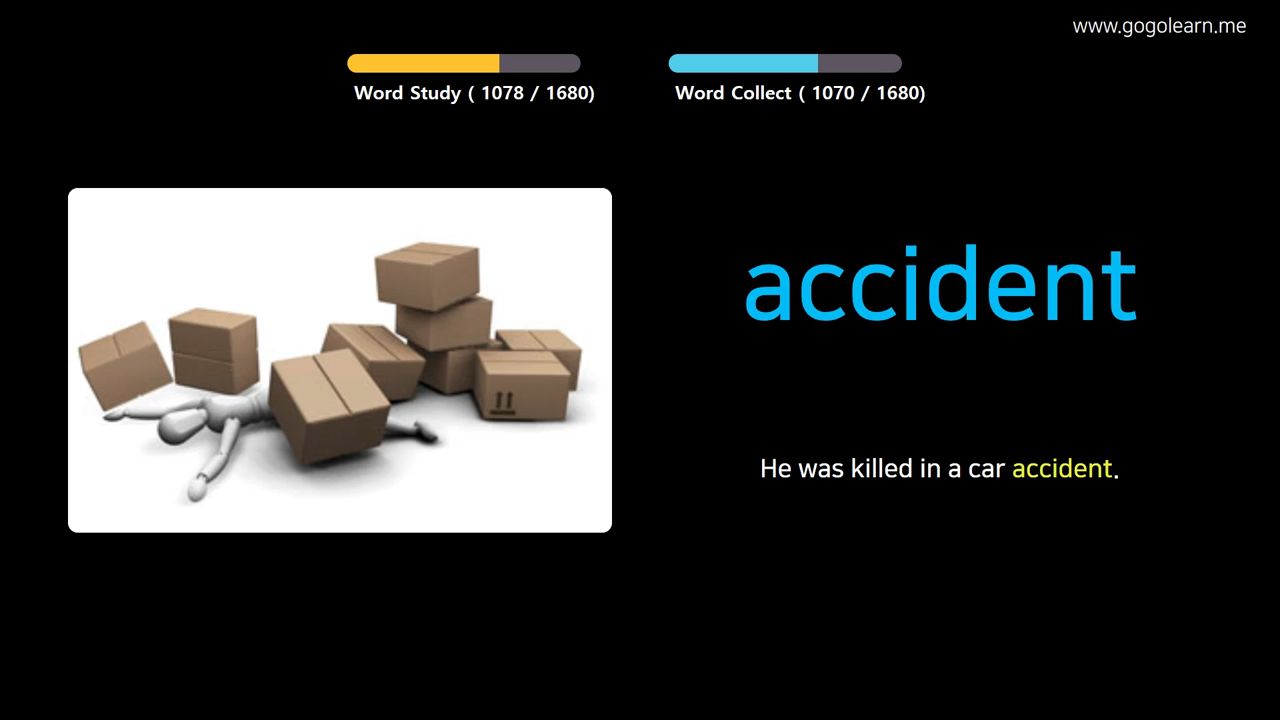 www.gogolearn.me
Word Study ( 1078 / 1680)
Word Collect ( 1070 / 1680)
accident
He was killed in a car accident.